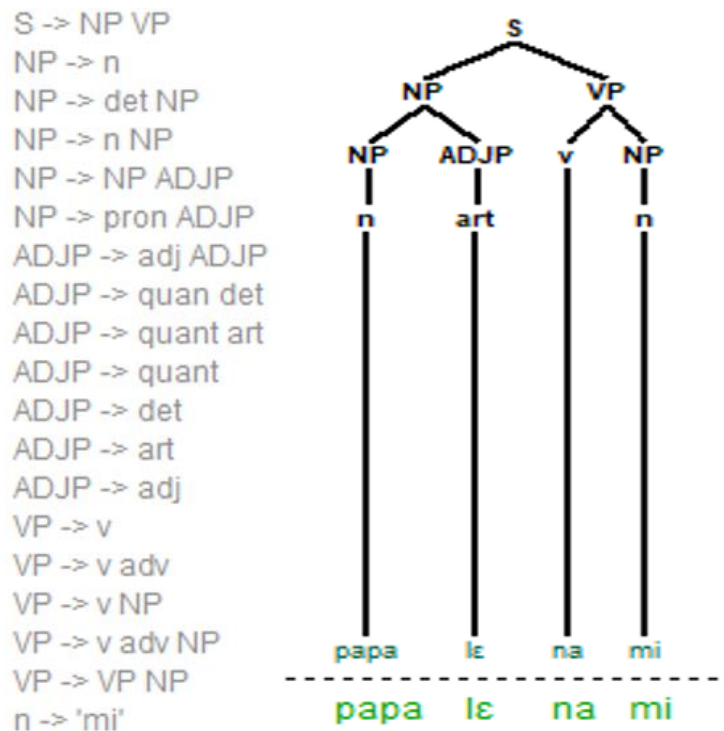 S -> NP VP
NP -> n
NP -> det NP
NP -> n NP
NP -> NP ADJP
NP -> pron ADJP
ADJP -> adj ADJP
ADJP -> quan det
ADJP -> quant art
ADJP -> quant
ADJP -> det
ADJP -> art
ADJP -> adj
VP -> v
VP -> v adv
VP -> v NP
VP -> v adv NP
VP -> VP NP
n -> 'mi'
S
NP VP
NP ADJP v NP
n art n
papa lɛ na mi
papa lɛ na mi